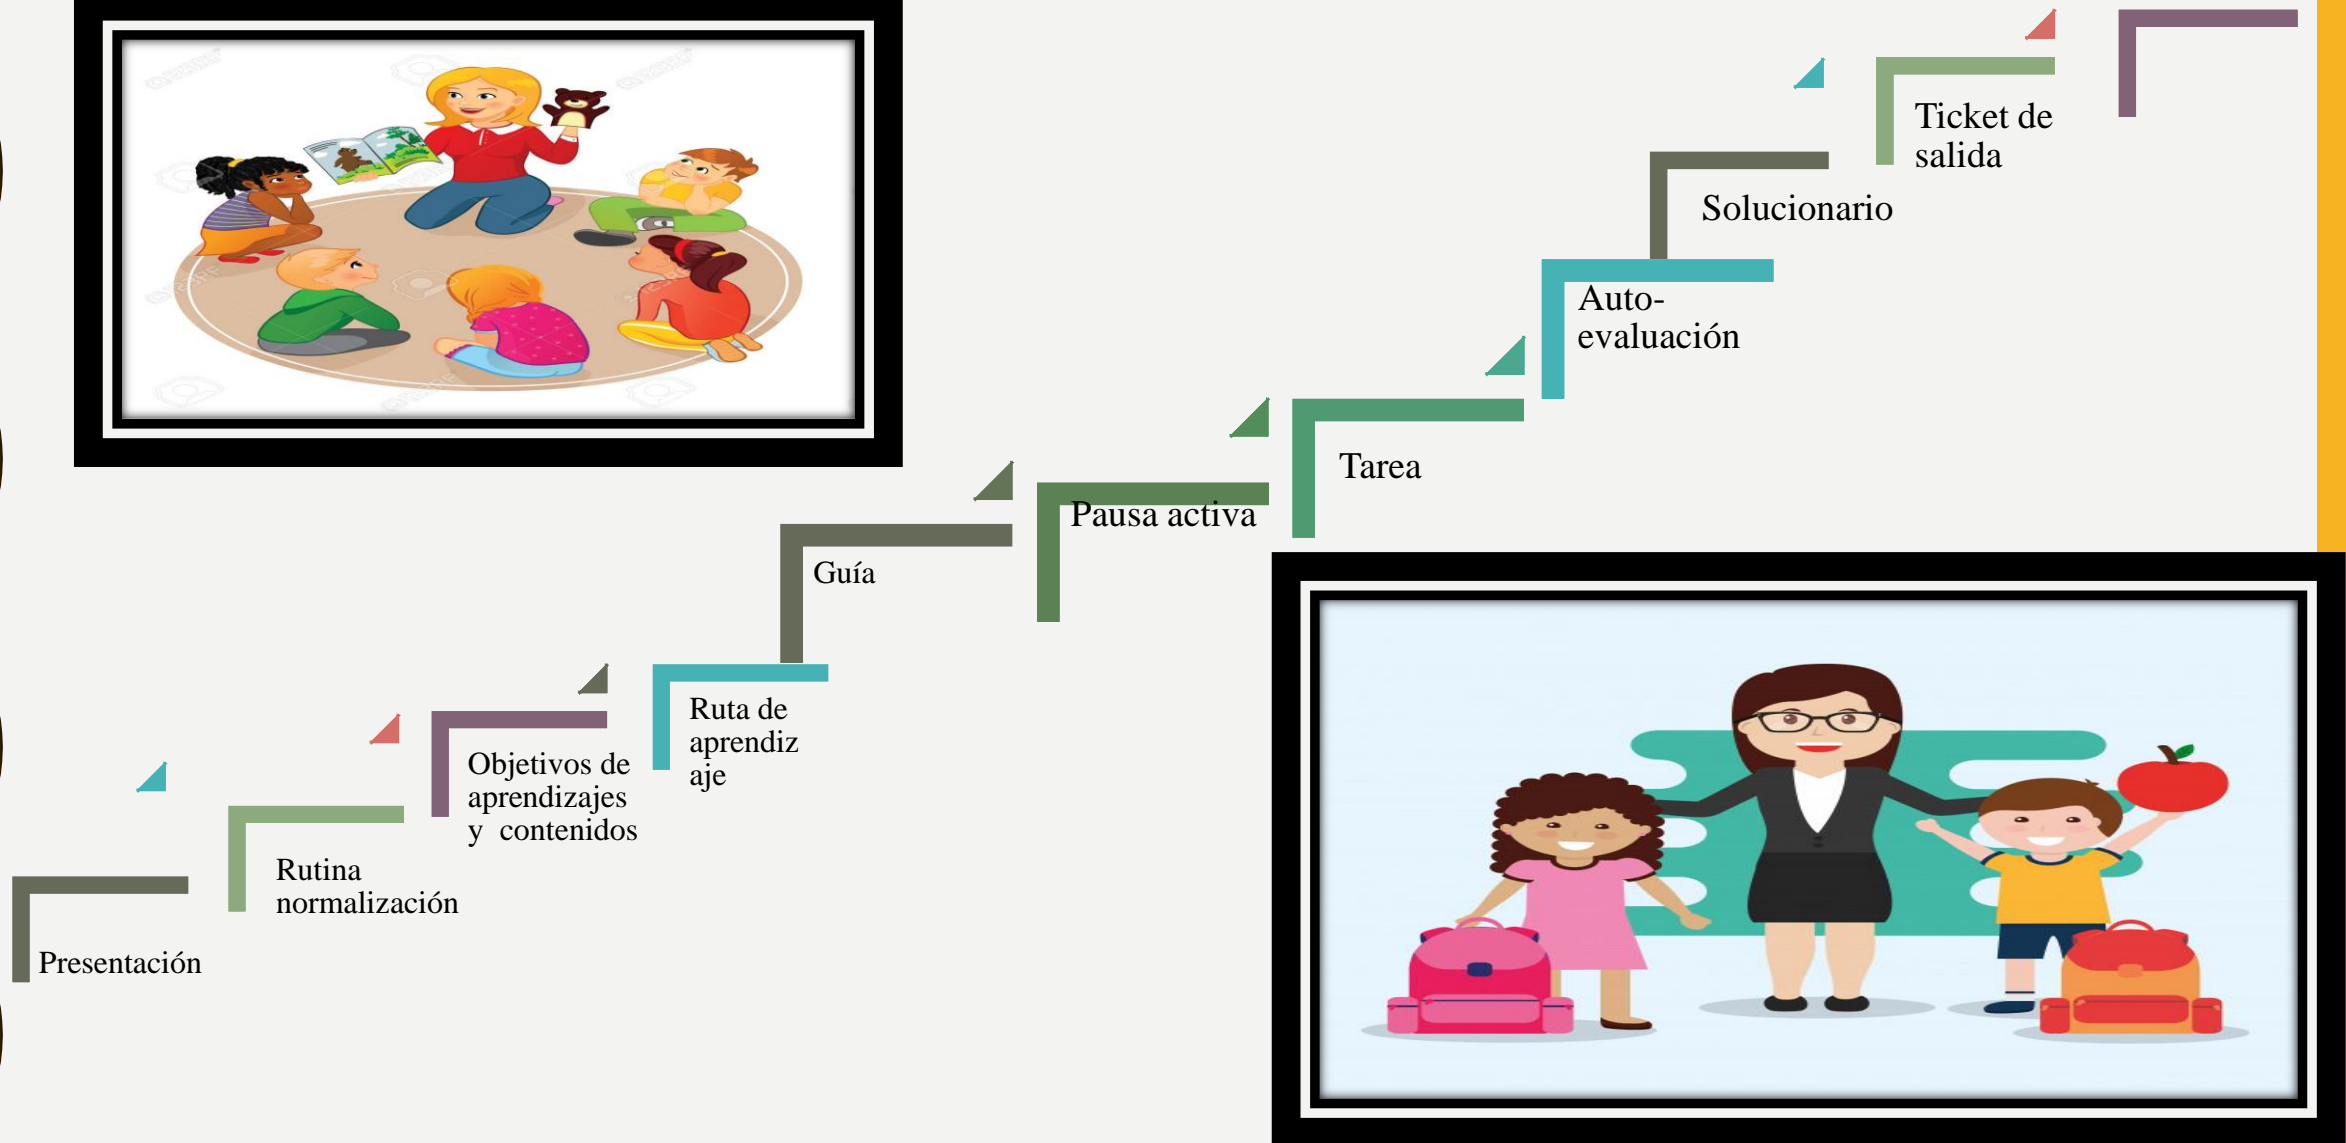 Presentación
Rutina
normalización
Objetivos de
aprendizajes
y contenidos
Ruta de
aprendiz
aje
Guía
Pausa activa
Tarea
Auto-
evaluación
Solucionario
Ticket de
salida